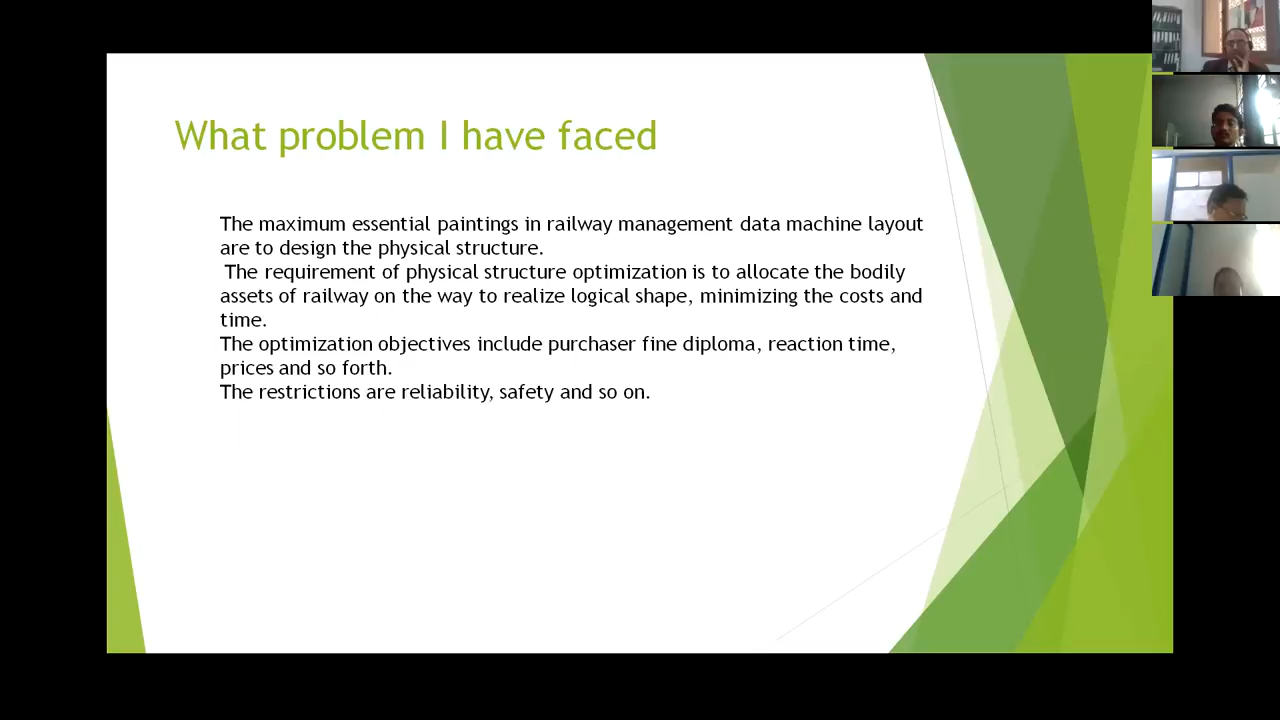 What problem I have faced
The maximum essential paintings in railway management data machine layout
are to design the physical structure.
The requirement of physical structure optimization is to allocate the bodily
assets of railway on the way to realize logical shape, minimizing the costs and
time.
The optimization objectives include purchaser fine diploma, reaction time,
prices and so forth.
The restrictions are reliability, safety and so on.